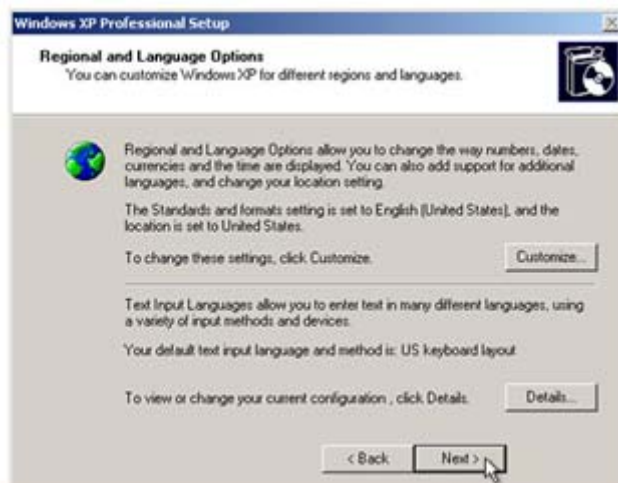 Windows XP Professional Setup
Regional and Language Options
You can customize Windows XP for different regions and languages.
Regional and Language Options allow you to change the way numbers, dates,
currencies and the time are displayed. You can also add support for additional
languages, and change your location setting.
The Standards and formats setting is set to English (United States), and the
location is set to United States.
To change these settings, click Customize.
Customize...
Text Input Languages allow you to enter text in many different languages, using
a variety of input methods and devices.
Your default text input language and method is: US keyboard layout
To view or change your current configuration , click Details.
Details...
< Back
Next >